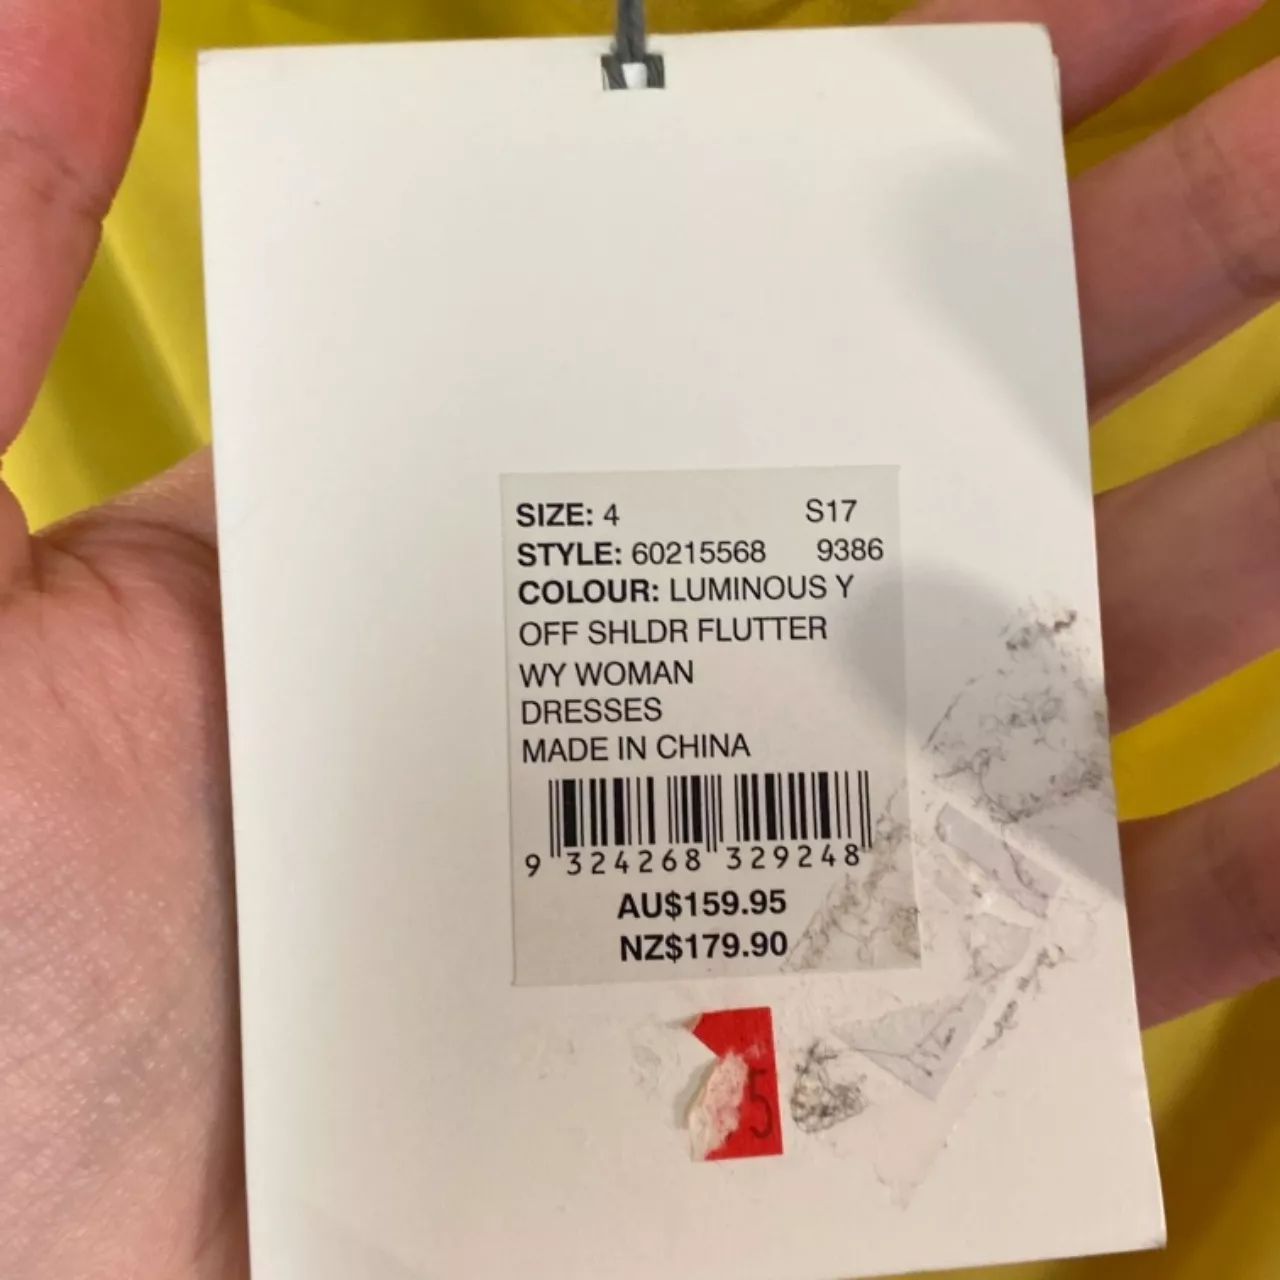 SIZE: 4 S17
STYLE: 60215568 9386
COLOUR: LUMINOUS Y
OFF SHLDR FLUTTER
WY WOMAN
DRESSES
MADE IN CHINA
9 324268 329248
AU$159.95
NZ$179.90
5